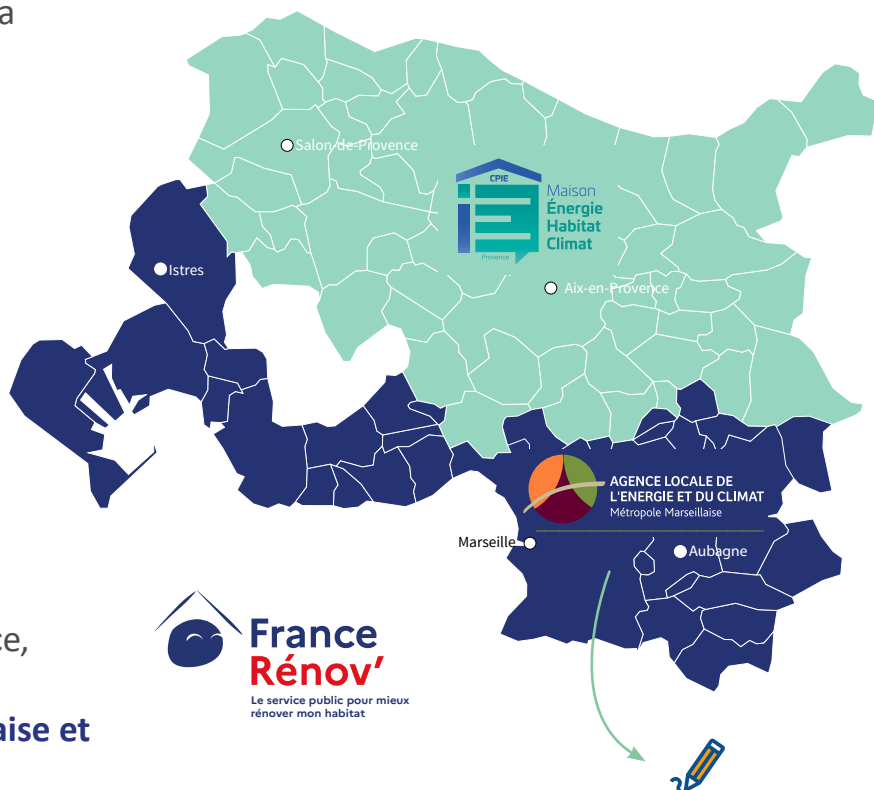 a
Salon-de-Provence
CPIE
Maison
Énergie
Habitat
Climat
Provence
Istres
Aix-en-Provence
AGENCE LOCALE DE
L'ENERGIE ET DU CLIMAT
Métropole Marseillaise
Marseille
Aubagne
France
Rénov'
Le service public pour mieux
rénover mon habitat
ce,
aise et